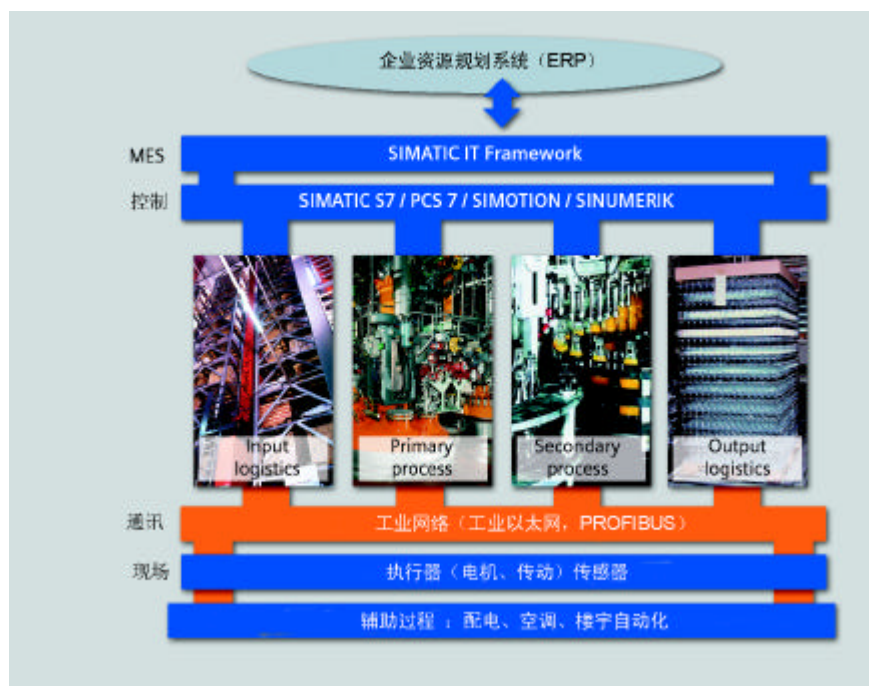 企业资源规划系统（ERP）
MES
SIMATIC IT Framework
控制
SIMATIC S7 / PCS 7 / SIMOTION / SINUMERIK
Input
logistics
Primary
process
Secondary
process
Output
logistics
通讯
工业网络（工业以太网，PROFIBUS）
现场
执行器（电机、传动）传感器
辅助过程 ：配电、空调、楼宇自动化